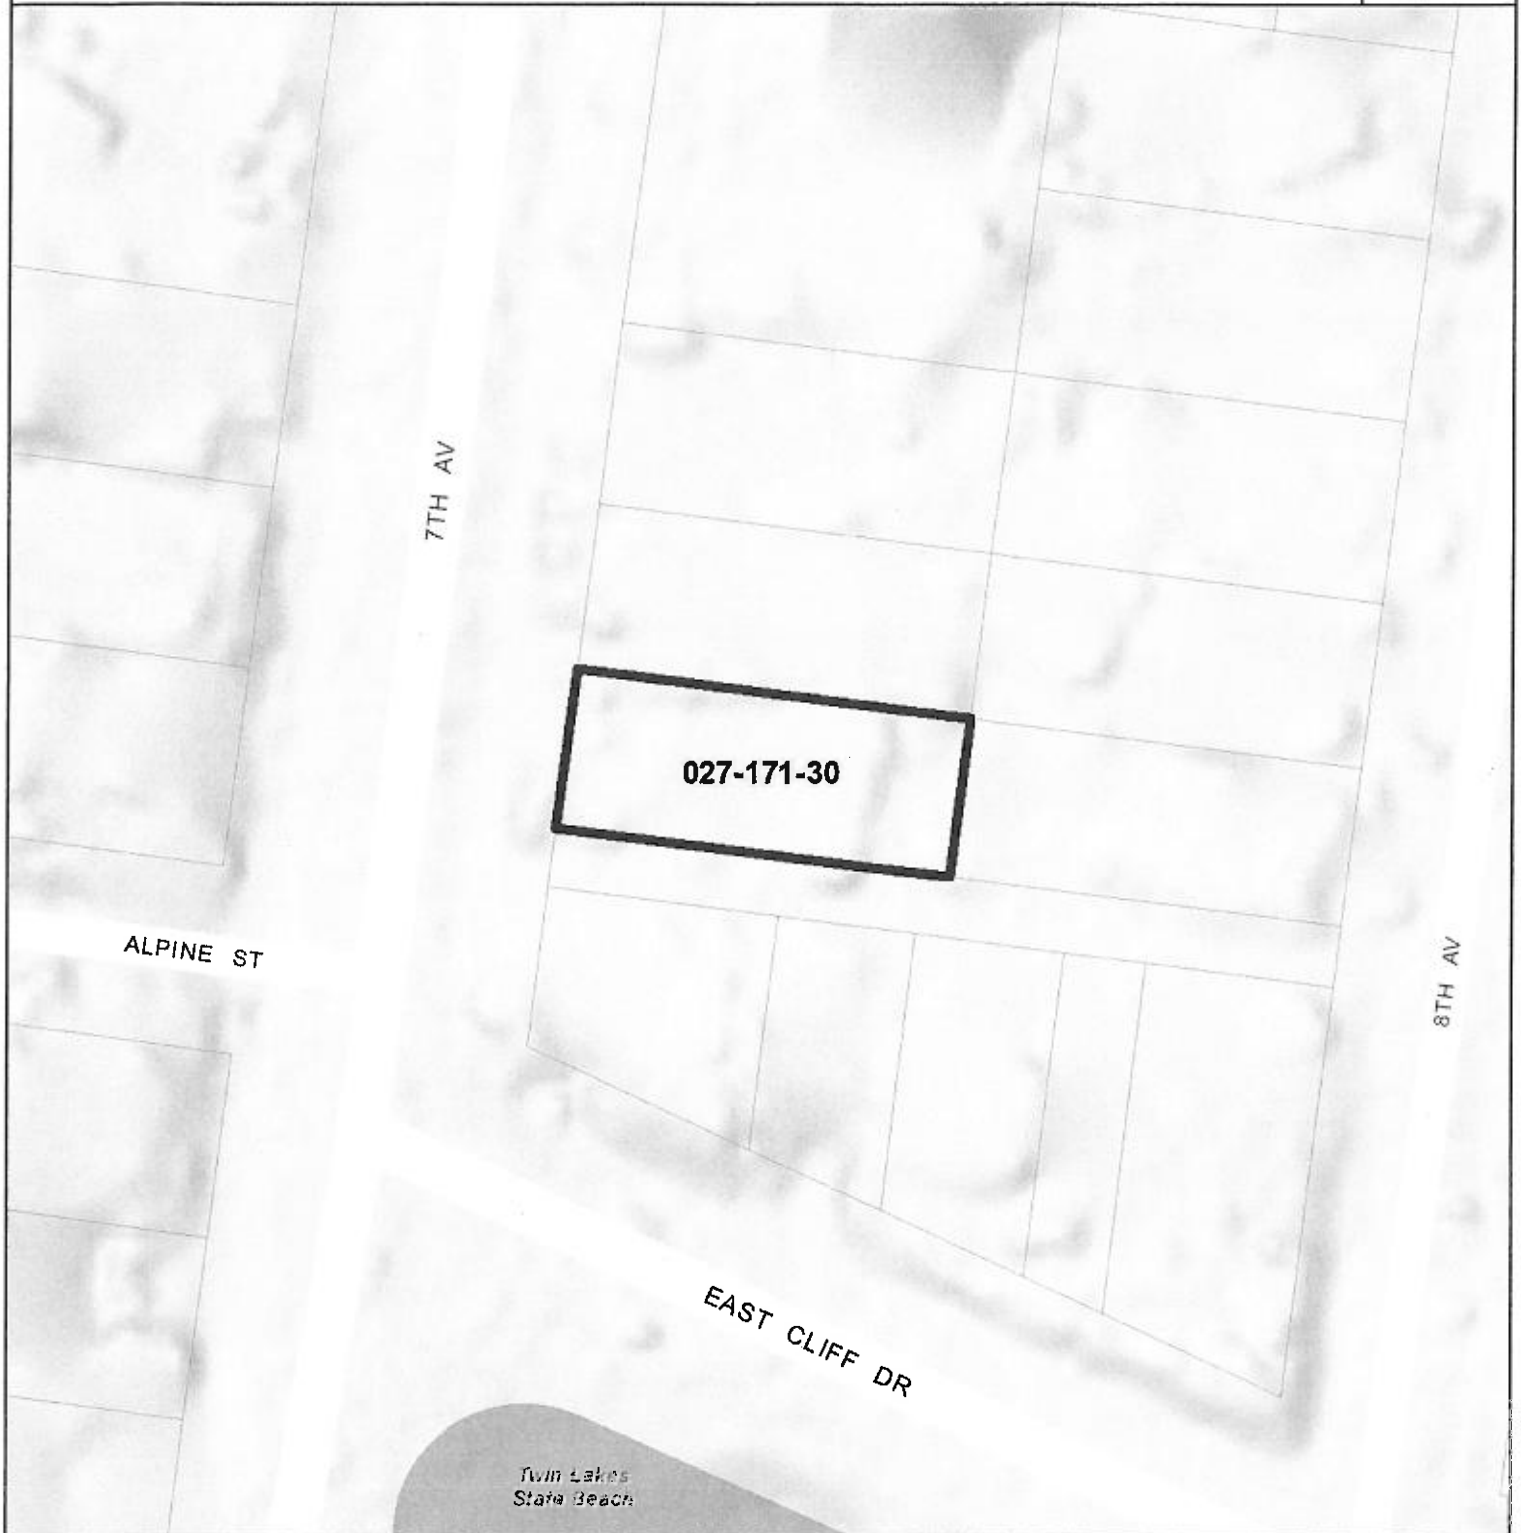 7TH AV
027-171-30
ALPINE ST
8TH AV
EAST CLIFF DR
Twin Lakes
State Beach